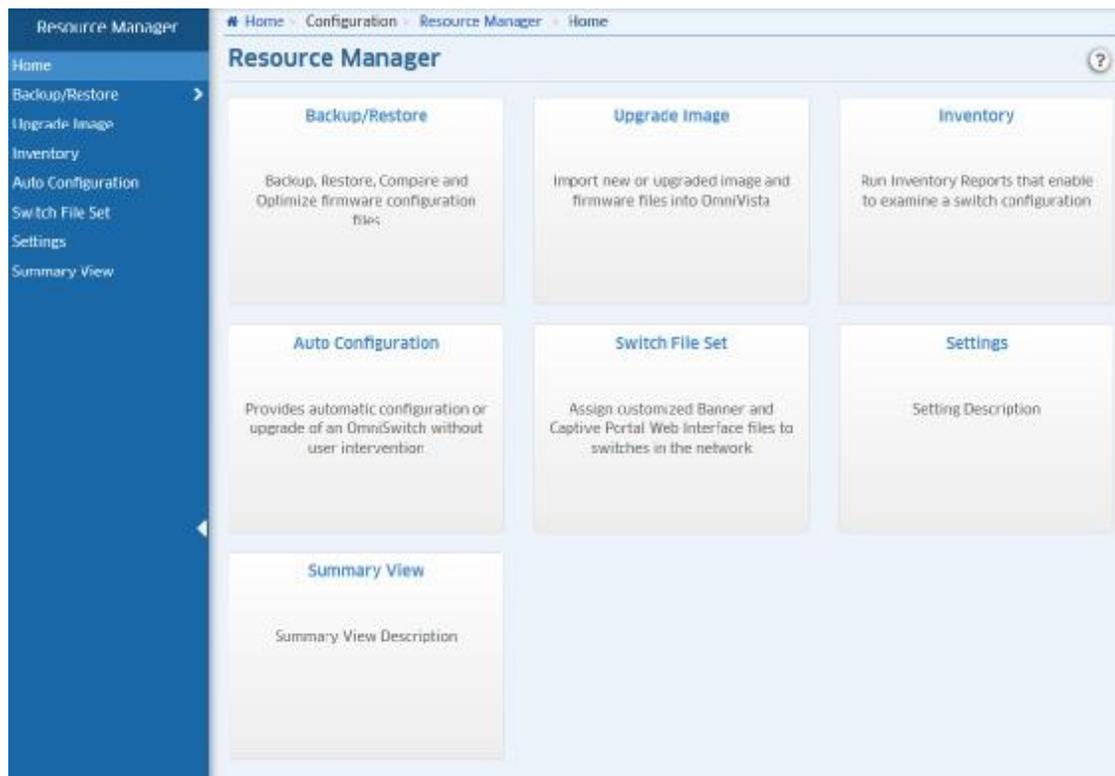 Resource Manager
Home
Backup/Restore
Upgrade Image
Inventory
Auto Configuration
Switch File Set
Settings
Summary View
Home Configuration Resource Manager Home
Resource Manager
?
Backup/Restore
Backup, Restore, Compare and
Optimize firmware configuration
files
Upgrade Image
Import new or upgraded image and
firmware files into OmniVista
Inventory
Run Inventory Reports that enable
to examine a switch configuration
Auto Configuration
Provides automatic configuration or
upgrade of an OmniSwitch without
user intervention
Switch File Set
Assign customized Banner and
Captive Portal Web Interface files to
switches in the network
Settings
Setting Description
Summary View
Summary View Description